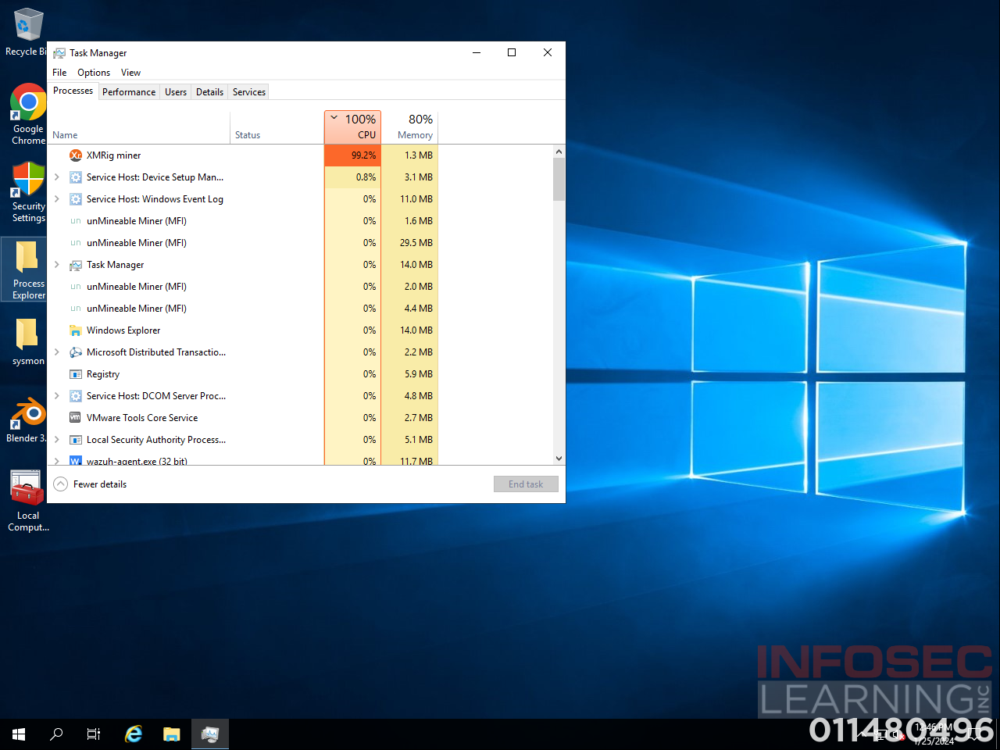 Recycle Bi
Google
Chrome
Security
Settings
Process
Explorer
sysmon
Blender 3.
Local
Comput...
Task Manager
File Options View
Processes Performance Users Details Services
100% 80%
Name Status CPU Memory
Xr XMRig miner 99.2% 1.3 MB
Service Host: Device Setup Man... 0.8% 3.1 MB
Service Host: Windows Event Log 0% 11.0 MB
un unMineable Miner (MFI) 0% 1.6 MB
un unMineable Miner (MFI) 0% 29.5 MB
Task Manager 0% 14.0 MB
un unMineable Miner (MFI) 0% 2.0 MB
un unMineable Miner (MFI) 0% 4.4 MB
Windows Explorer 0% 14.0 MB
Microsoft Distributed Transactio... 0% 2.2 MB
Registry 0% 5.9 MB
Service Host: DCOM Server Proc... 0% 4.8 MB
vm VMware Tools Core Service 0% 2.7 MB
Local Security Authority Process... 0% 5.1 MB
W. wazuh-agent.exe (32 bit) 0% 11.7 MB
Fewer details End task
INFOSEC
LEARNING INC
011480496
12:46 PM
1/25/2024